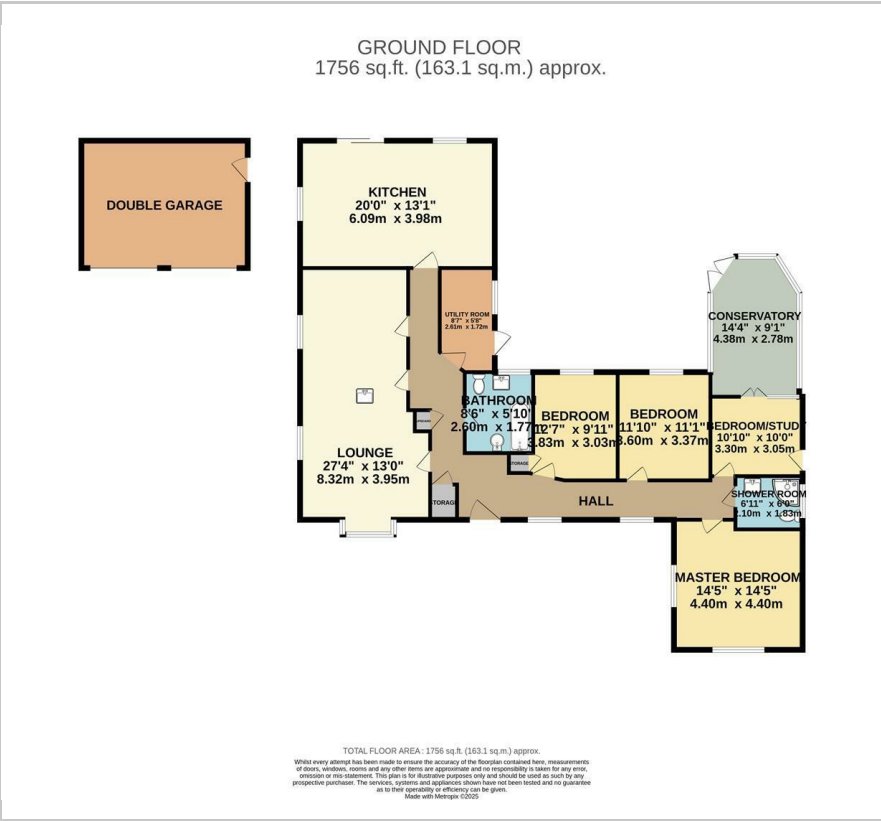 GROUND FLOOR
1756 sq.ft. (163.1 sq.m.) approx.
DOUBLE GARAGE
KITCHEN
20'0" x 13'1"
6.09m x 3.98m
UTILITY ROOM
8'7" x 5'8"
2.61m x 1.72m
CONSERVATORY
14'4" x 9'1"
4.38m x 2.78m
BATHROOM
8'6" x 5'10"
2.60m x 1.77m
BEDROOM
12'7" x 9'11"
3.83m x 3.03m
BEDROOM
11'10" x 11'1"
3.60m x 3.37m
BEDROOM/STUDY
10'10" x 10'0"
3.30m x 3.05m
STORAGE
LOUNGE
27'4" x 13'0"
8.32m x 3.95m
STORAGE
STORAGE
HALL
SHOWER ROOM
6'11" x 6'0"
2.10m x 1.83m
MASTER BEDROOM
14'5" x 14'5"
4.40m x 4.40m
TOTAL FLOOR AREA : 1756 sq.ft. (163.1 sq.m.) approx.
Whilst every attempt has been made to ensure the accuracy of the floorplan contained here, measurements
of doors, windows, rooms and any other items are approximate and no responsibility is taken for any error,
omission or mis-statement. This plan is for illustrative purposes only and should be used as such by any
prospective purchaser. The services, systems and appliances shown have not been tested and no guarantee
as to their operability or efficiency can be given.
Made with Metropix ©2025